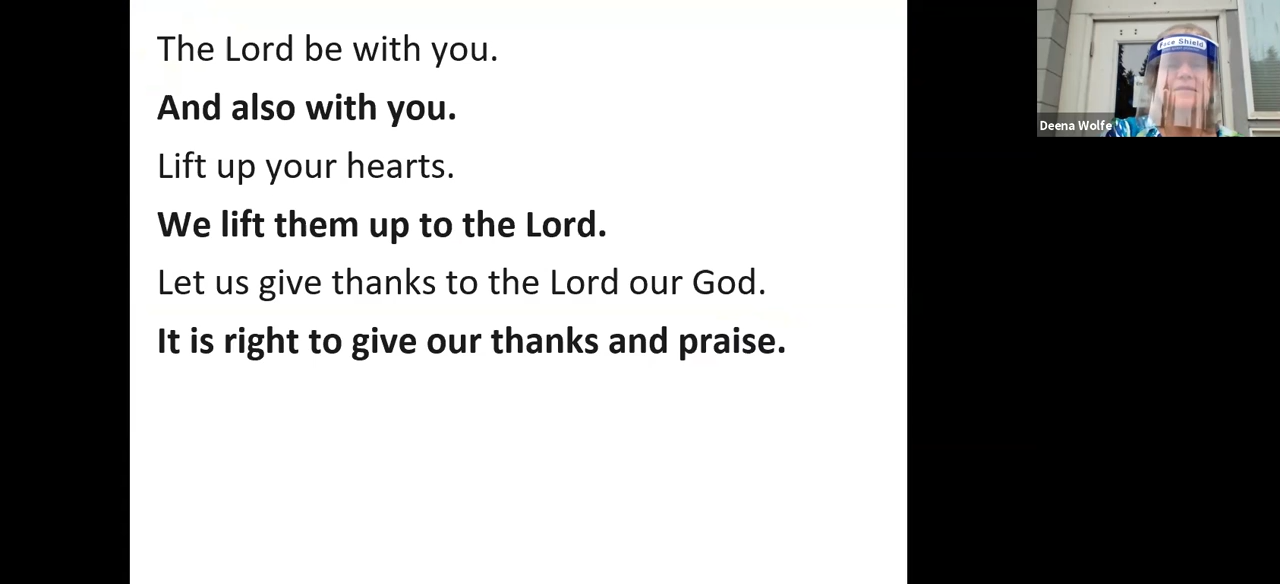 The Lord be with you.
And also with you.
Lift up your hearts.
We lift them up to the Lord.
Let us give thanks to the Lord our God.
It is right to give our thanks and praise.
Face Shield
Deena Wolfe